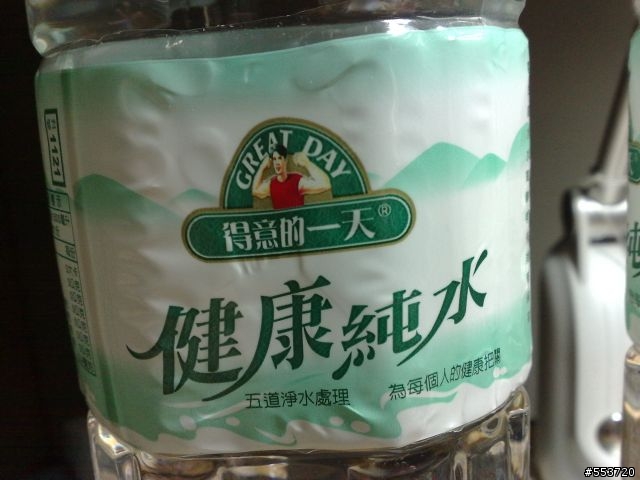 GREAT DAY
得意的一天®
健康純水
五道淨水處理 為每個人的健康把關
1121
#553720